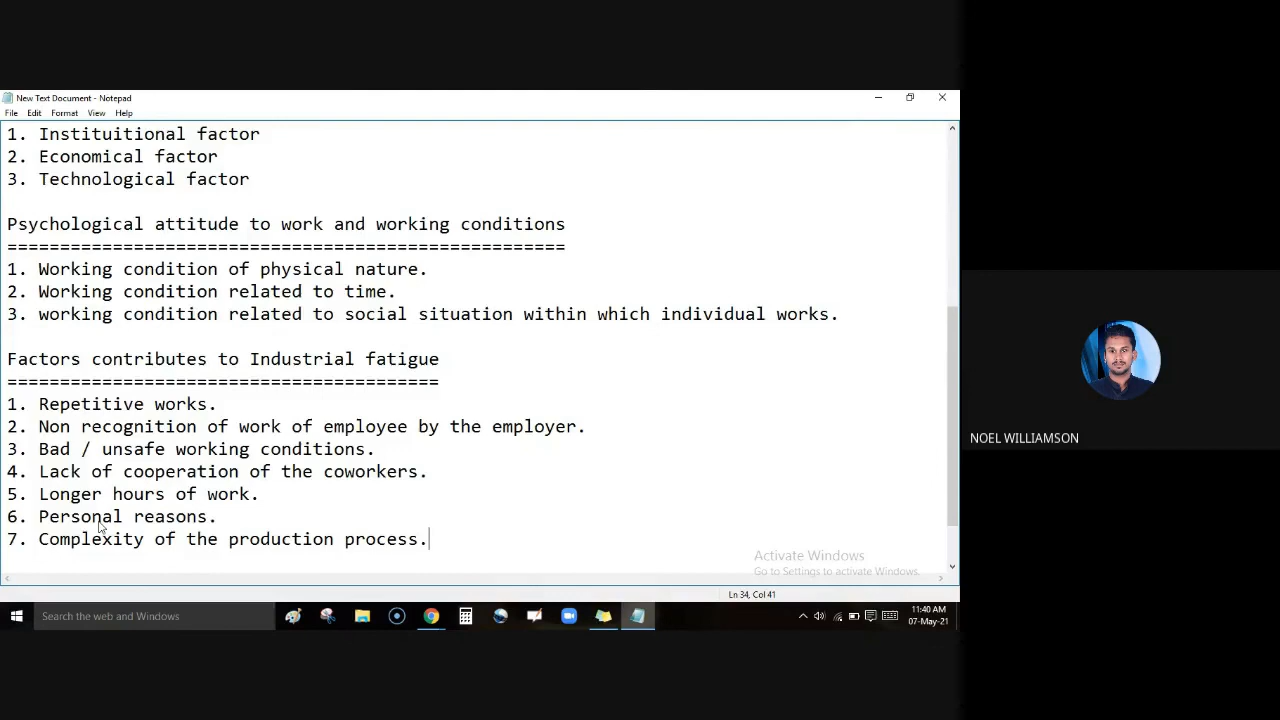 New Text Document - Notepad
File Edit Format View Help
1. Instituitional factor
2. Economical factor
3. Technological factor
Psychological attitude to work and working conditions
=====================================================
1. Working condition of physical nature.
2. Working condition related to time.
3. working condition related to social situation within which individual works.
Factors contributes to Industrial fatigue
=========================================
1. Repetitive works.
2. Non recognition of work of employee by the employer.
3. Bad / unsafe working conditions.
4. Lack of cooperation of the coworkers.
5. Longer hours of work.
6. Personal reasons.
7. Complexity of the production process.
Activate Windows
Go to Settings to activate Windows.
Ln 34, Col 41
Search the web and Windows
11:40 AM
07-May-21
NOEL WILLIAMSON